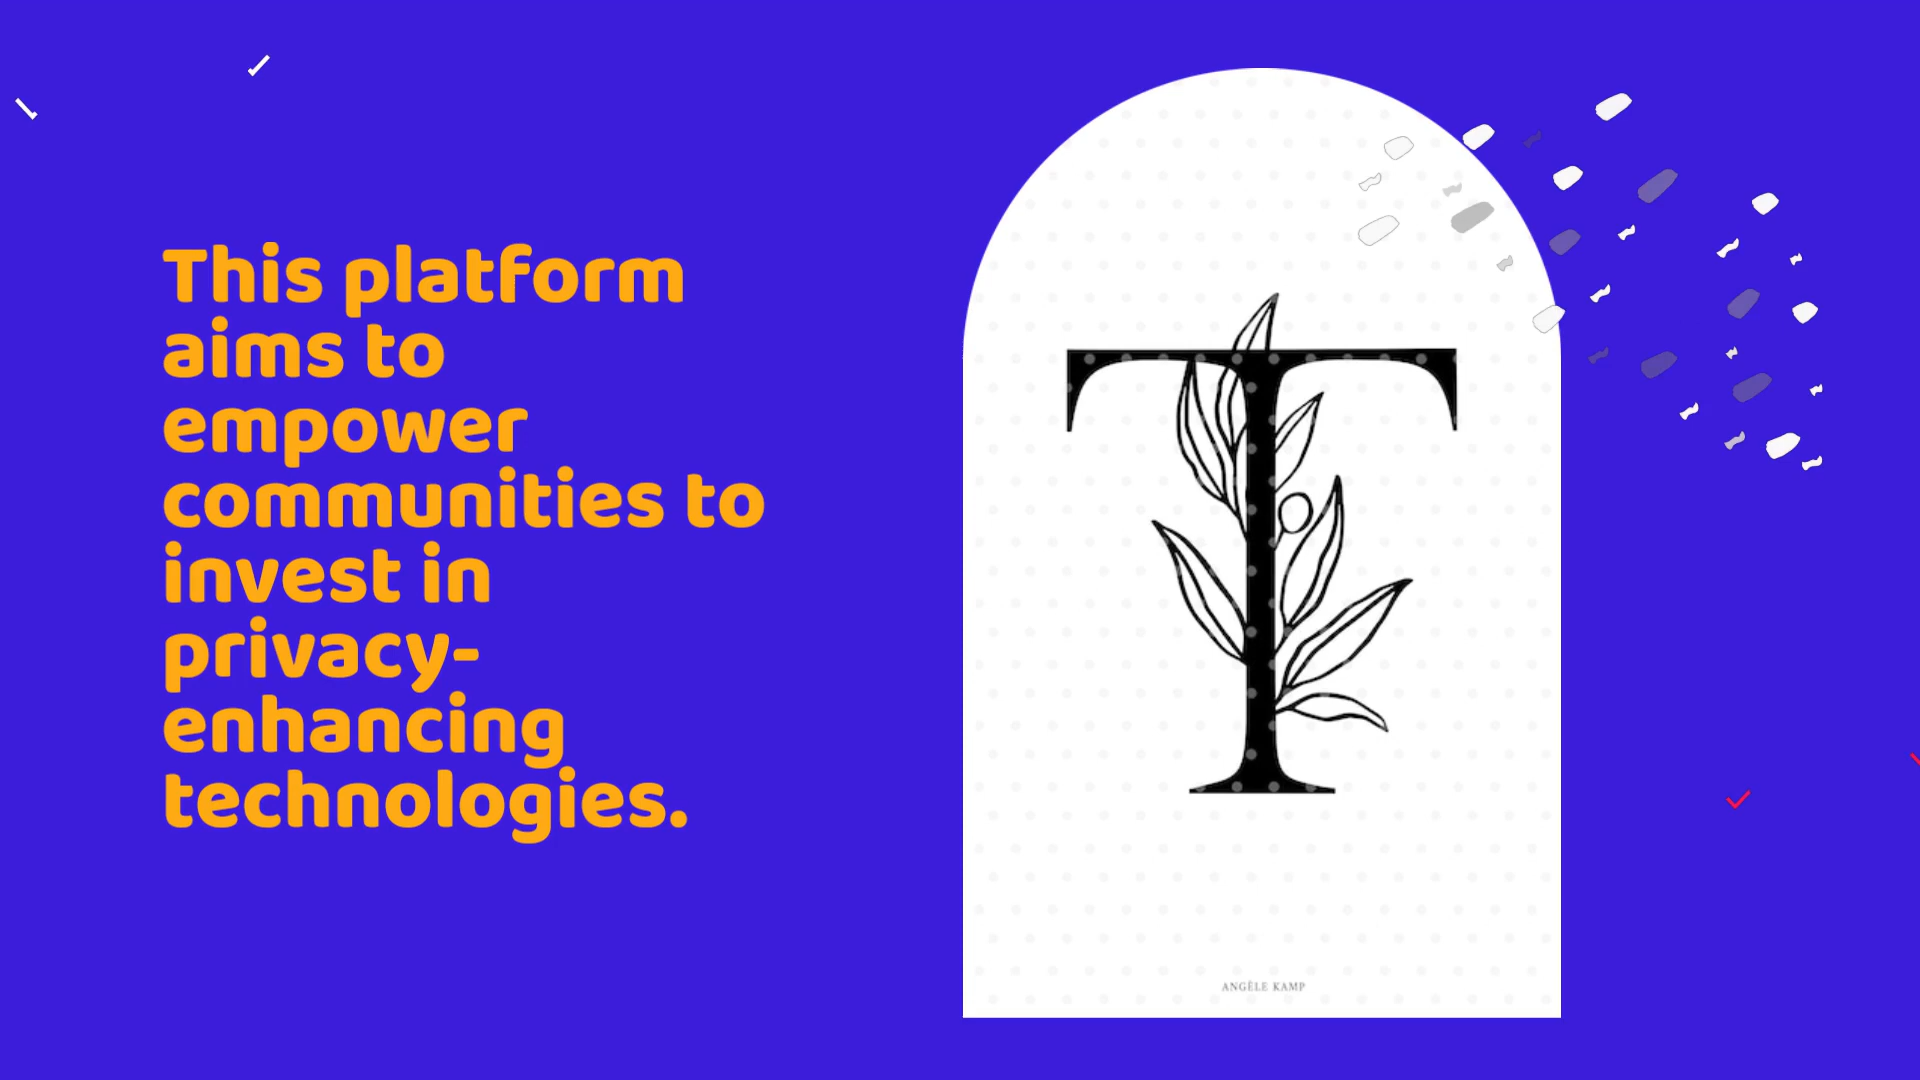 This platform
aims to
empower
communities to
invest in
privacy-
enhancing
technologies.
T
ANGÈLE KAMP